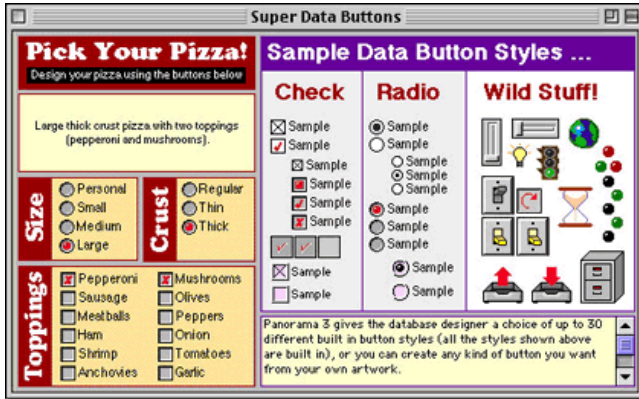 Super Data Buttons
Pick Your Pizza!
Design your pizza using the buttons below
Large thick crust pizza with two toppings
(pepperoni and mushrooms).
Size
Personal
Small
Medium
Large
Crust
Regular
Thin
Thick
Toppings
Pepperoni
Sausage
Meatballs
Ham
Shrimp
Anchovies
Mushrooms
Olives
Peppers
Onion
Tomatoes
Garlic
Sample Data Button Styles ...
Check
Sample
Sample
Sample
Sample
Sample
Sample
Sample
Sample
Radio
Sample
Sample
Sample
Sample
Sample
Sample
Sample
Sample
Sample
Sample
Wild Stuff!
Panorama 3 gives the database designer a choice of up to 30
different built in button styles (all the styles shown above
are built in), or you can create any kind of button you want
from your own artwork.